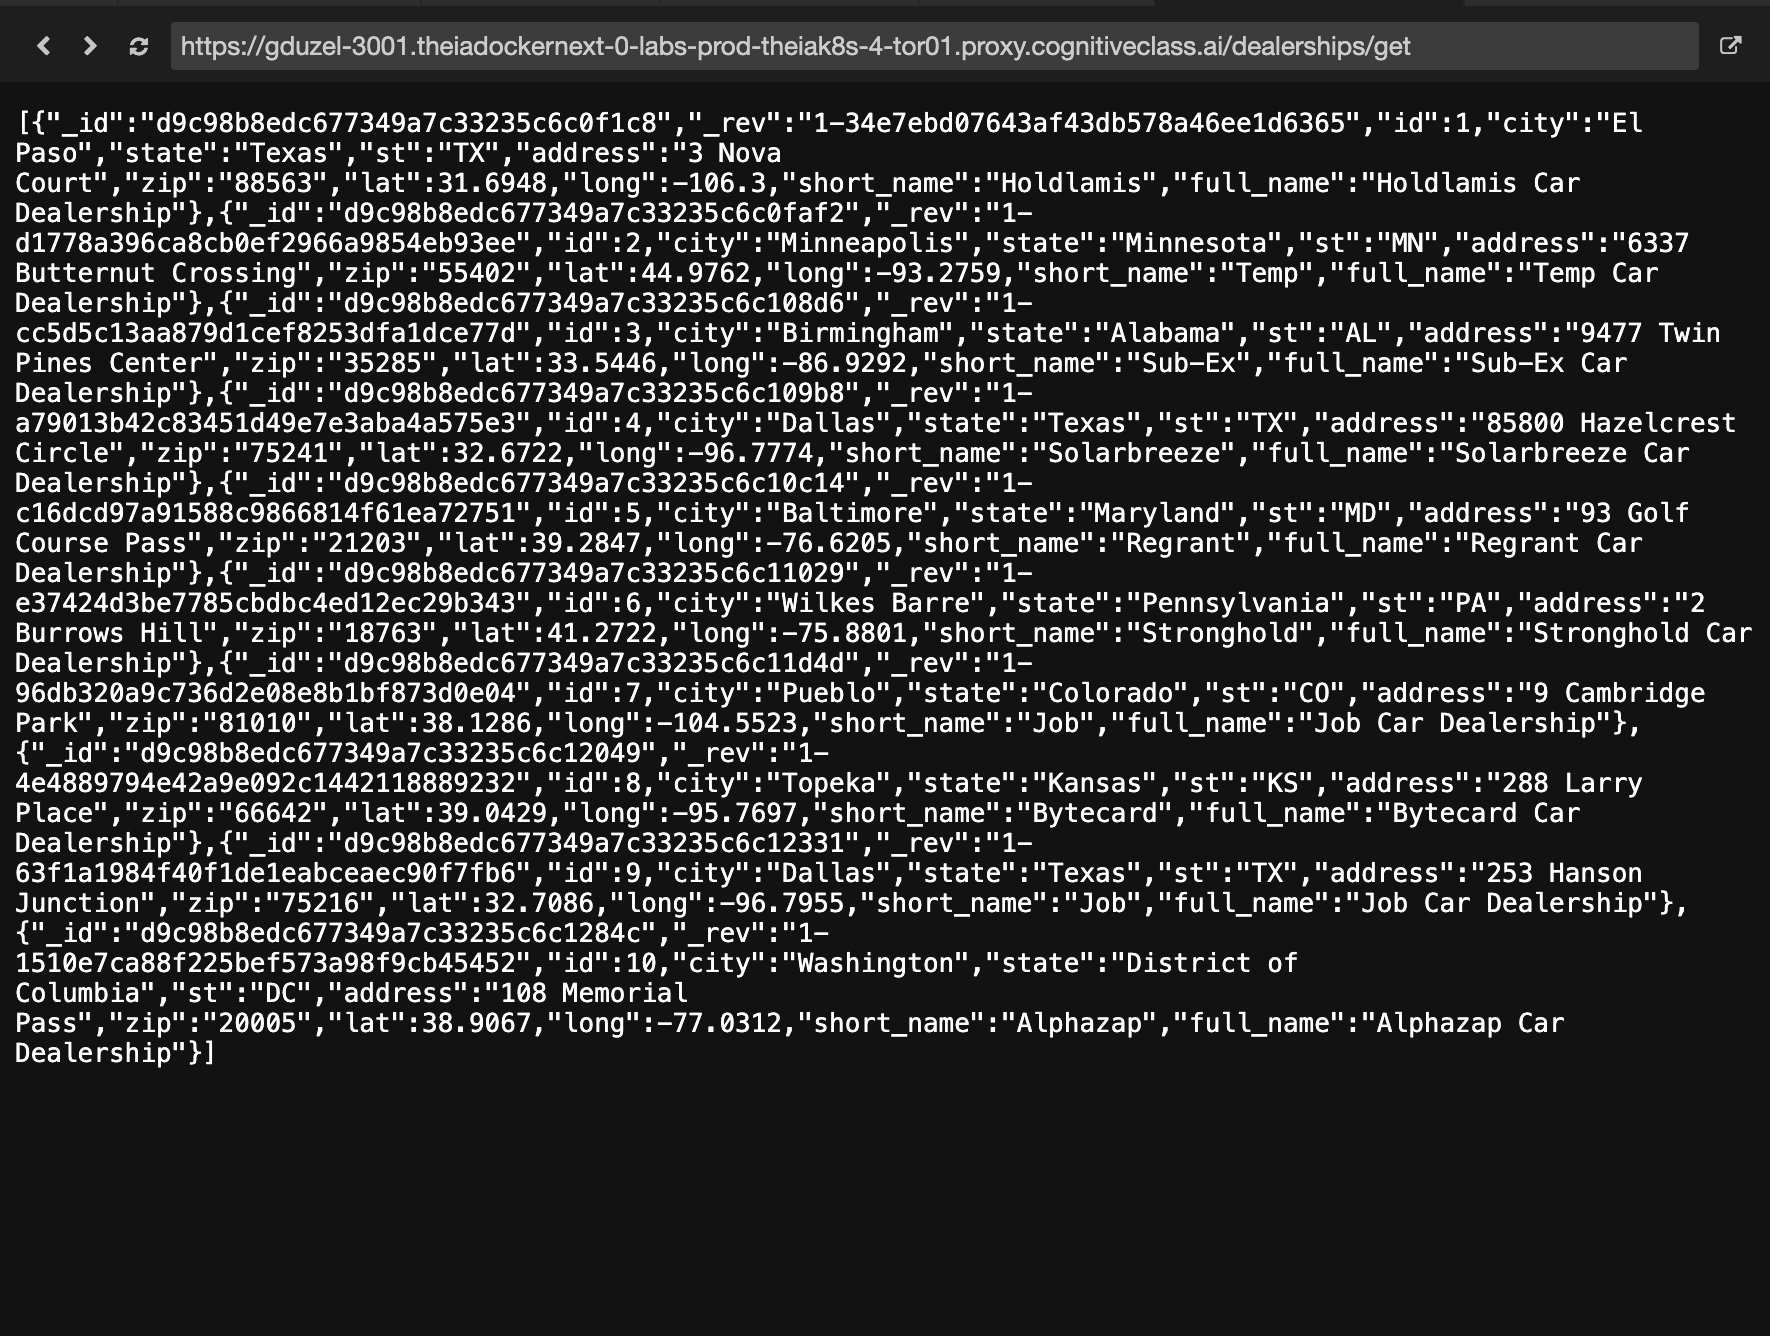 https://gduzel-3001.theiadockernext-0-labs-prod-theiak8s-4-tor01.proxy.cognitiveclass.ai/dealerships/get
[{"_id":"d9c98b8edc677349a7c33235c6c0f1c8","_rev":"1-34e7ebd07643af43db578a46ee1d6365","id":1,"city":"El
Paso","state":"Texas","st":"TX","address":"3 Nova
Court","zip":"88563","lat":31.6948,"long":-106.3,"short_name":"Holdlamis","full_name":"Holdlamis Car
Dealership"},{"_id":"d9c98b8edc677349a7c33235c6c0faf2","_rev":"1-
d1778a396ca8cb0ef2966a9854eb93ee","id":2,"city":"Minneapolis","state":"Minnesota","st":"MN","address":"6337
Butternut Crossing","zip":"55402","lat":44.9762,"long":-93.2759,"short_name":"Temp","full_name":"Temp Car
Dealership"},{"_id":"d9c98b8edc677349a7c33235c6c108d6","_rev":"1-
cc5d5c13aa879d1cef8253dfa1dce77d","id":3,"city":"Birmingham","state":"Alabama","st":"AL","address":"9477 Twin
Pines Center","zip":"35285","lat":33.5446,"long":-86.9292,"short_name":"Sub-Ex","full_name":"Sub-Ex Car
Dealership"},{"_id":"d9c98b8edc677349a7c33235c6c109b8","_rev":"1-
a79013b42c83451d49e7e3aba4a575e3","id":4,"city":"Dallas","state":"Texas","st":"TX","address":"85800 Hazelcrest
Circle","zip":"75241","lat":32.6722,"long":-96.7774,"short_name":"Solarbreeze","full_name":"Solarbreeze Car
Dealership"},{"_id":"d9c98b8edc677349a7c33235c6c10c14","_rev":"1-
c16dcd97a91588c9866814f61ea72751","id":5,"city":"Baltimore","state":"Maryland","st":"MD","address":"93 Golf
Course Pass","zip":"21203","lat":39.2847,"long":-76.6205,"short_name":"Regrant","full_name":"Regrant Car
Dealership"},{"_id":"d9c98b8edc677349a7c33235c6c11029","_rev":"1-
e37424d3be7785cbdbc4ed12ec29b343","id":6,"city":"Wilkes Barre","state":"Pennsylvania","st":"PA","address":"2
Burrows Hill","zip":"18763","lat":41.2722,"long":-75.8801,"short_name":"Stronghold","full_name":"Stronghold Car
Dealership"},{"_id":"d9c98b8edc677349a7c33235c6c11d4d","_rev":"1-
96db320a9c736d2e08e8b1bf873d0e04","id":7,"city":"Pueblo","state":"Colorado","st":"CO","address":"9 Cambridge
Park","zip":"81010","lat":38.1286,"long":-104.5523,"short_name":"Job","full_name":"Job Car Dealership"},
{"_id":"d9c98b8edc677349a7c33235c6c12049","_rev":"1-
4e4889794e42a9e092c1442118889232","id":8,"city":"Topeka","state":"Kansas","st":"KS","address":"288 Larry
Place","zip":"66642","lat":39.0429,"long":-95.7697,"short_name":"Bytecard","full_name":"Bytecard Car
Dealership"},{"_id":"d9c98b8edc677349a7c33235c6c12331","_rev":"1-
63f1a1984f40f1de1eabceaec90f7fb6","id":9,"city":"Dallas","state":"Texas","st":"TX","address":"253 Hanson
Junction","zip":"75216","lat":32.7086,"long":-96.7955,"short_name":"Job","full_name":"Job Car Dealership"},
{"_id":"d9c98b8edc677349a7c33235c6c1284c","_rev":"1-
1510e7ca88f225bef573a98f9cb45452","id":10,"city":"Washington","state":"District of
Columbia","st":"DC","address":"108 Memorial
Pass","zip":"20005","lat":38.9067,"long":-77.0312,"short_name":"Alphazap","full_name":"Alphazap Car
Dealership"}]